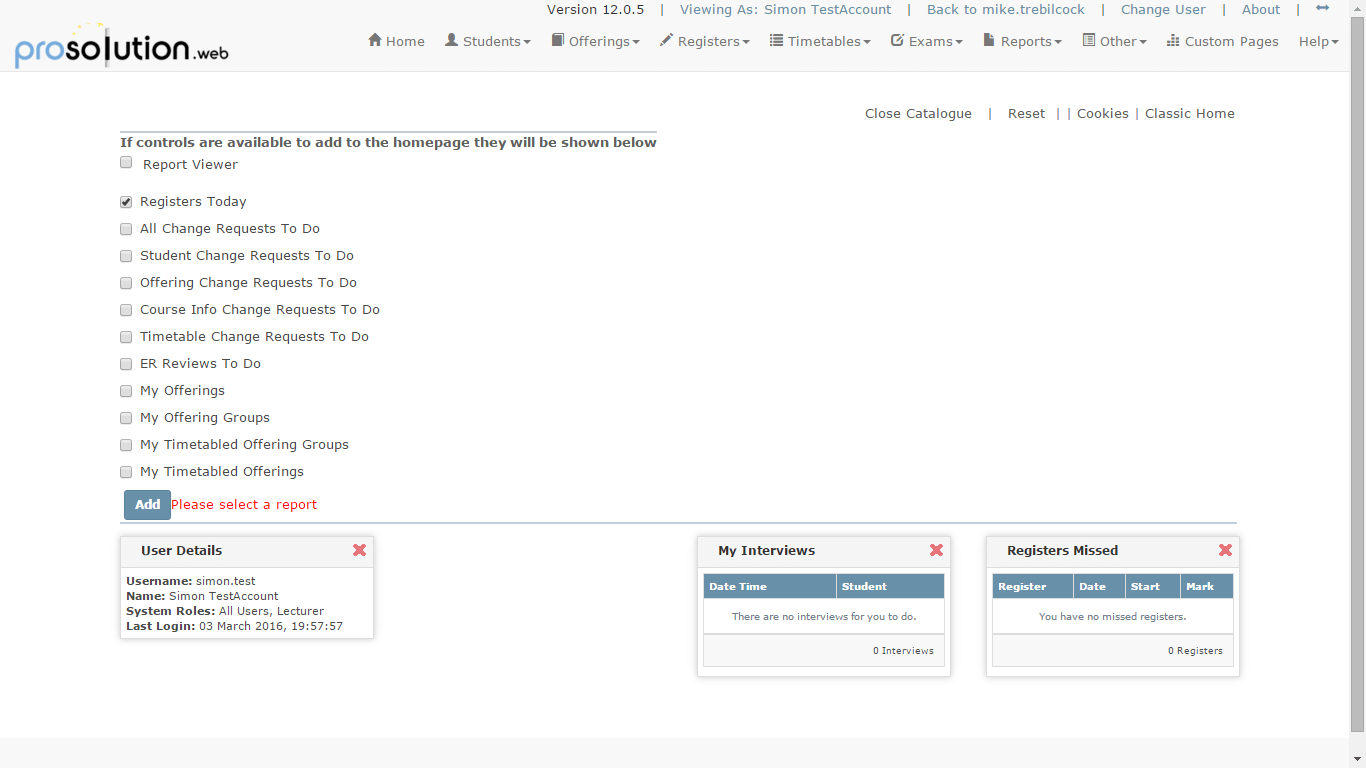 Version 12.0.5 | Viewing As: Simon TestAccount | Back to mike.trebilcock | Change User | About |
prosolution.web
Home Students Offerings Registers Timetables Exams Reports Other Custom Pages Help
Close Catalogue | Reset | | Cookies | Classic Home
If controls are available to add to the homepage they will be shown below
Report Viewer
Registers Today
All Change Requests To Do
Student Change Requests To Do
Offering Change Requests To Do
Course Info Change Requests To Do
Timetable Change Requests To Do
ER Reviews To Do
My Offerings
My Offering Groups
My Timetabled Offering Groups
My Timetabled Offerings
Add Please select a report
User Details
Username: simon.test
Name: Simon TestAccount
System Roles: All Users, Lecturer
Last Login: 03 March 2016, 19:57:57
My Interviews
Date Time Student
There are no interviews for you to do.
0 Interviews
Registers Missed
Register Date Start Mark
You have no missed registers.
0 Registers